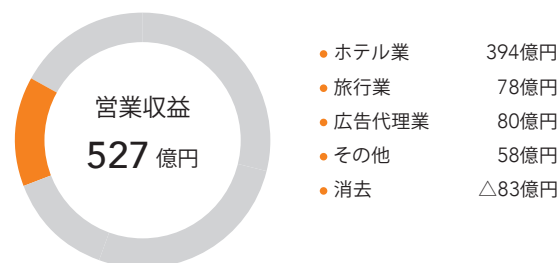 営業収益
527 億円
● ホテル業 394億円
● 旅行業 78億円
● 広告代理業 80億円
● その他 58億円
● 消去 △83億円